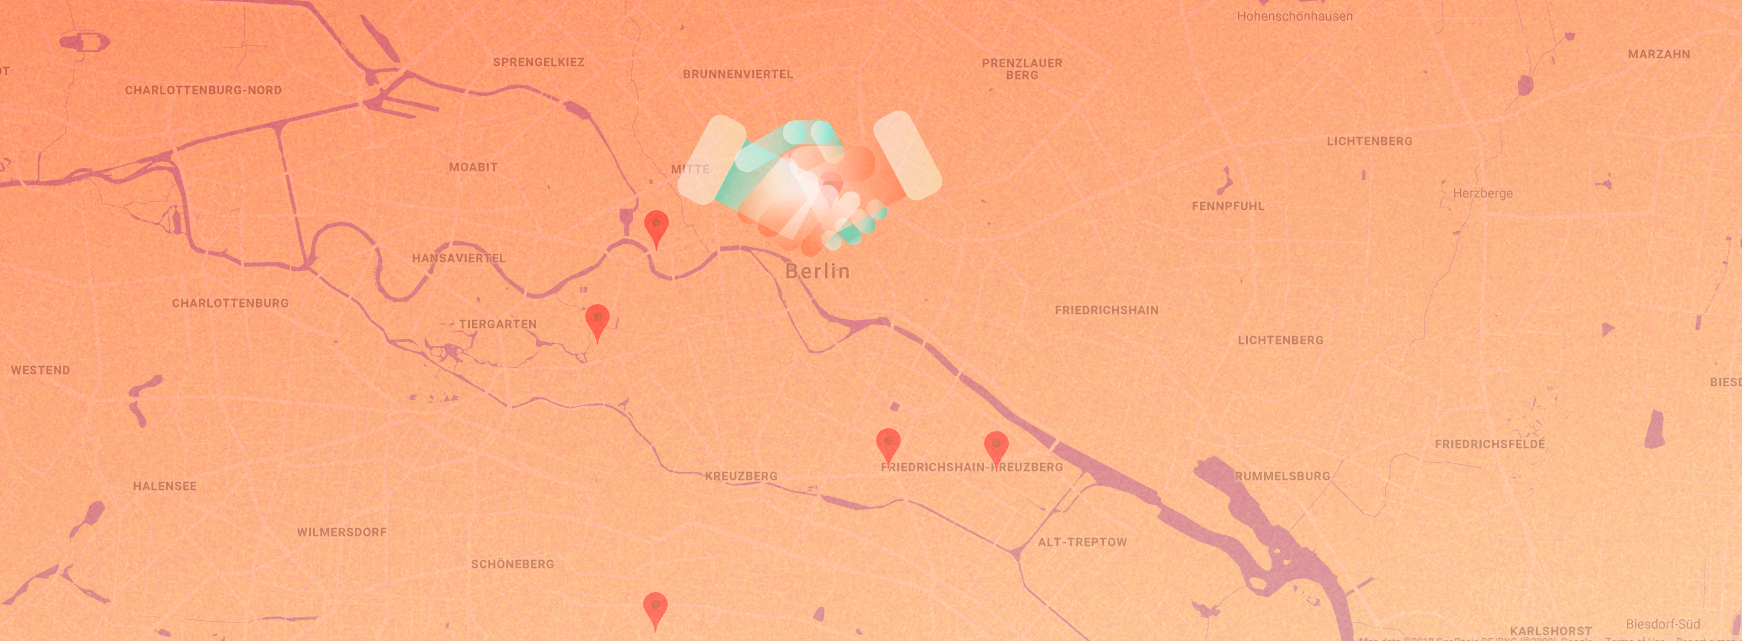 Hohenschönhausen
MARZAHN
SPRENGELKIEZ
BRUNNENVIERTEL
PRENZLAUER
BERG
CHARLOTTENBURG-NORD
LICHTENBERG
MOABIT
MITTE
Herzberge
FENNPFUHL
HANSAVIERTEL
Berlin
CHARLOTTENBURG
FRIEDRICHSHAIN
TIERGARTEN
LICHTENBERG
WESTEND
BIESD
FRIEDRICHSFELDE
FRIEDRICHSHAIN-KREUZBERG
KREUZBERG
RUMMELSBURG
HALENSEE
WILMERSDORF
ALT-TREPTOW
SCHÖNEBERG
Biesdorf-Süd
KARLSHORST